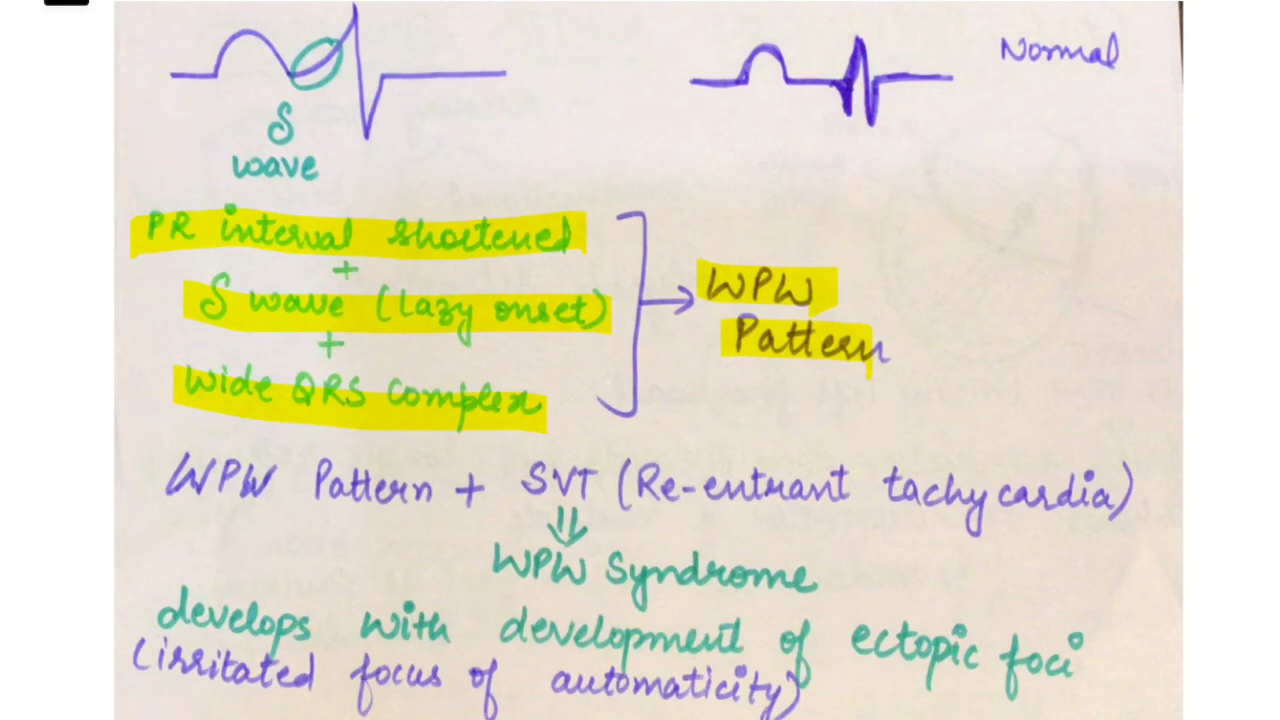 Normal
δ
wave
PR interval shortened
+
δ wave (lazy onset)
+
Wide QRS Complex
WPW
Pattern
WPW Pattern + SVT (Re-entrant tachycardia)
WPW Syndrome
develops with development of ectopic foci
(irritated focus of automaticity)